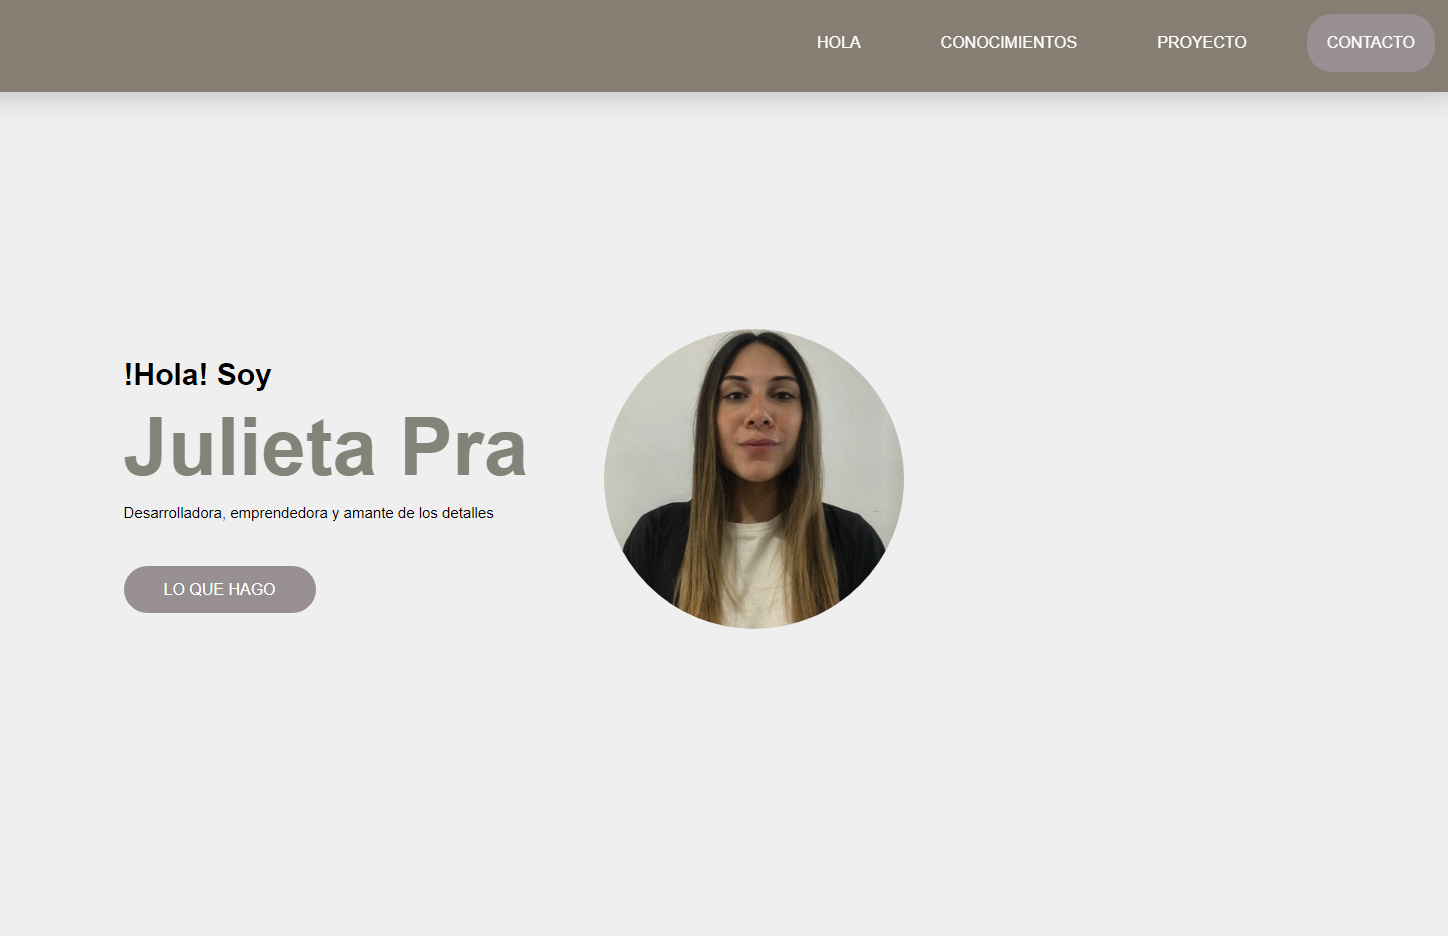 HOLA CONOCIMIENTOS PROYECTO CONTACTO
!Hola! Soy
Julieta Pra
Desarrolladora, emprendedora y amante de los detalles
LO QUE HAGO